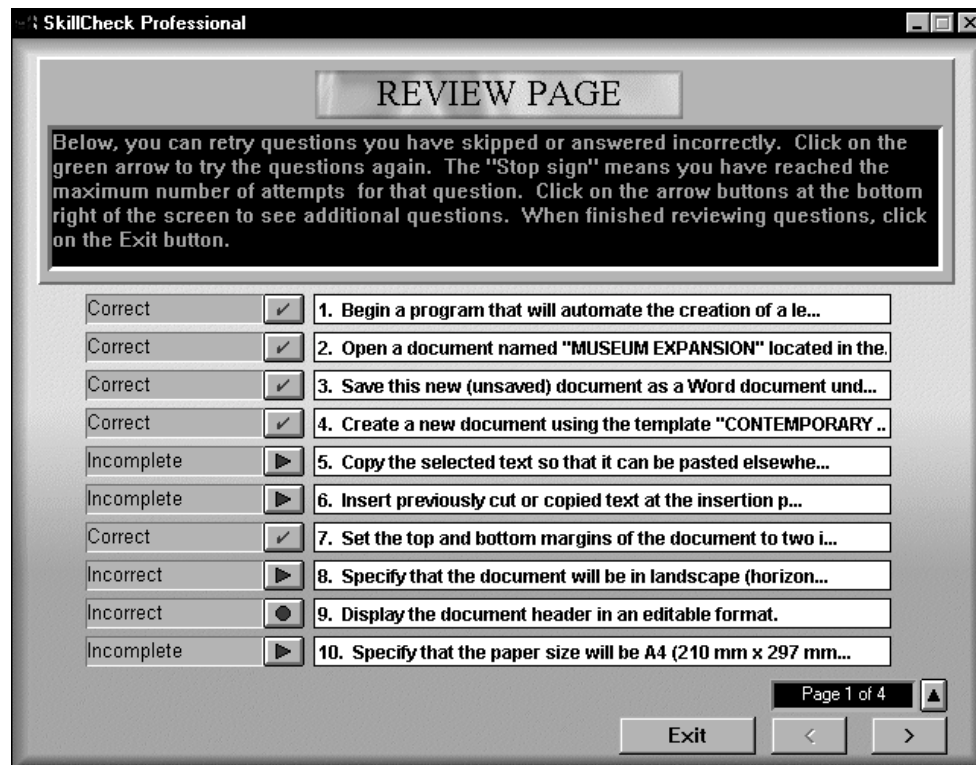 SkillCheck Professional
REVIEW PAGE
Below, you can retry questions you have skipped or answered incorrectly. Click on the
green arrow to try the questions again. The "Stop sign" means you have reached the
maximum number of attempts for that question. Click on the arrow buttons at the bottom
right of the screen to see additional questions. When finished reviewing questions, click
on the Exit button.
Correct 1. Begin a program that will automate the creation of a le...
Correct 2. Open a document named "MUSEUM EXPANSION" located in the.
Correct 3. Save this new (unsaved) document as a Word document und...
Correct 4. Create a new document using the template "CONTEMPORARY ..
Incomplete 5. Copy the selected text so that it can be pasted elsewhe...
Incomplete 6. Insert previously cut or copied text at the insertion p...
Correct 7. Set the top and bottom margins of the document to two i...
Incorrect 8. Specify that the document will be in landscape (horizon...
Incorrect 9. Display the document header in an editable format.
Incomplete 10. Specify that the paper size will be A4 (210 mm x 297 mm...
Page 1 of 4
Exit < >